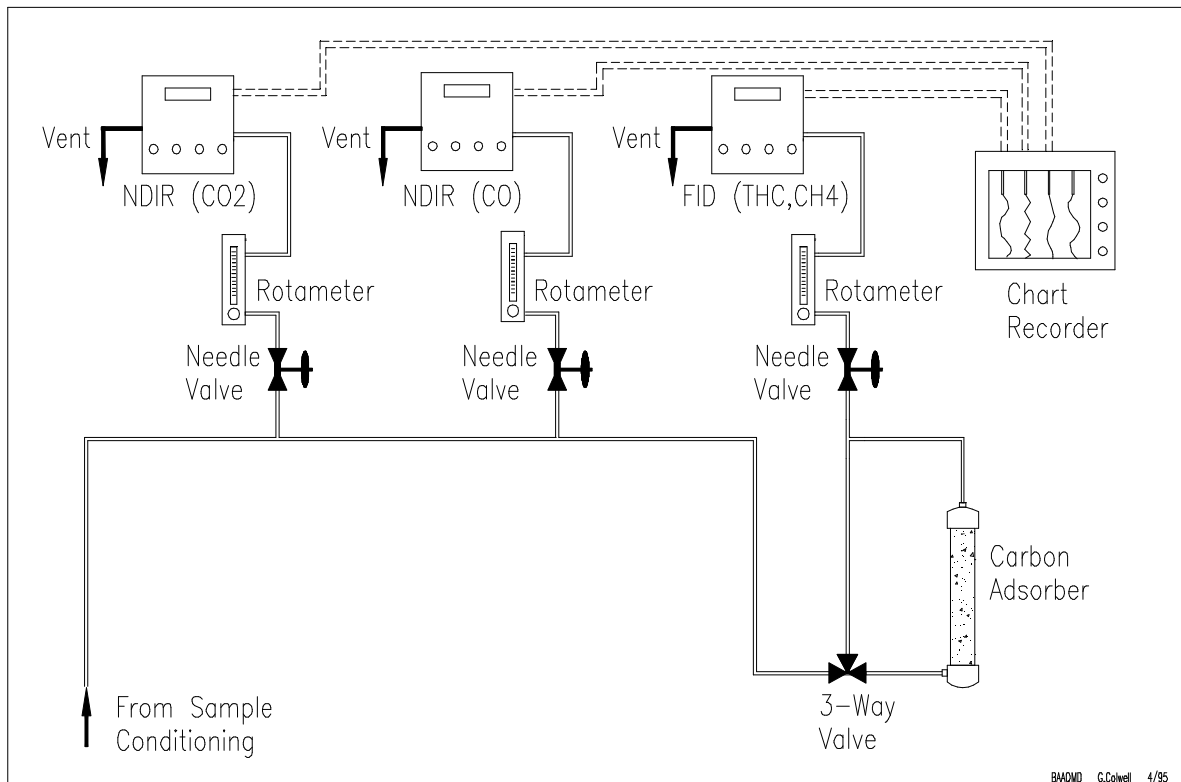 Vent
Vent
Vent
NDIR (CO2)
NDIR (CO)
FID (THC,CH4)
Rotameter
Rotameter
Rotameter
Chart
Recorder
Needle
Valve
Needle
Valve
Needle
Valve
Carbon
Adsorber
From Sample
Conditioning
3-Way
Valve
BAAQMD G.Colwell 4/95